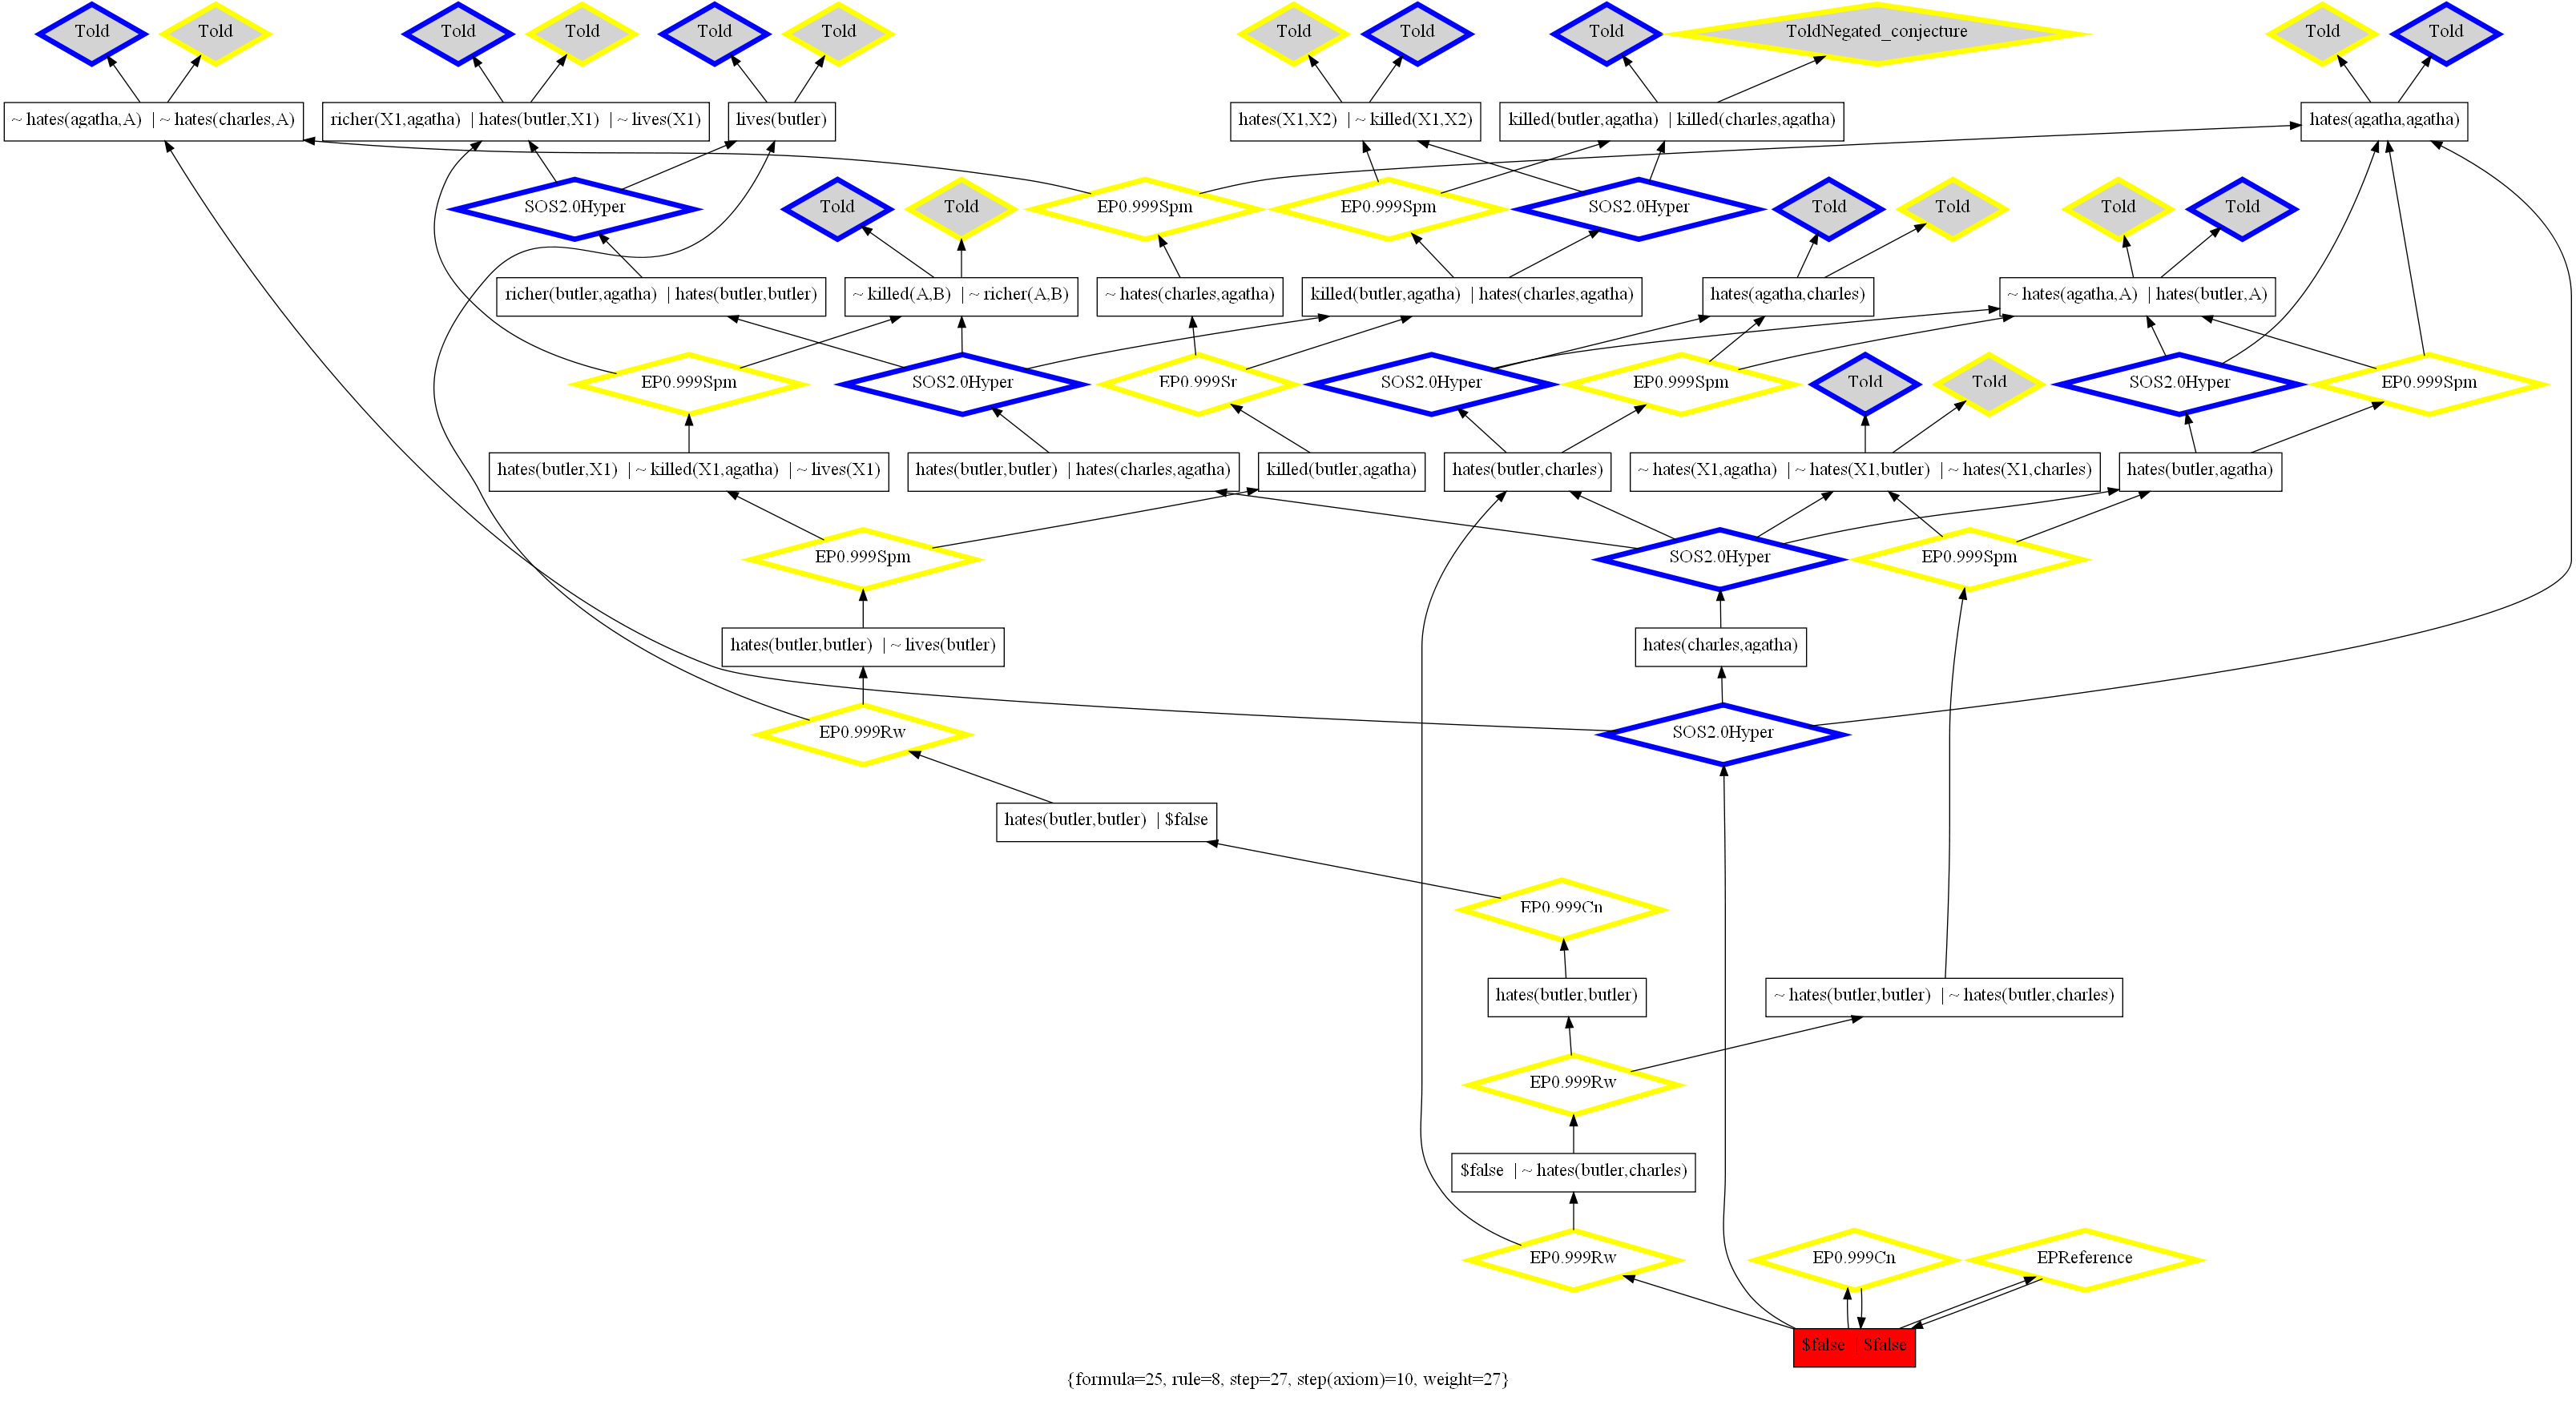 Told
Told
Told
Told
Told
Told
Told
Told
Told
ToldNegated_conjecture
Told
Told
~ hates(agatha,A) | ~ hates(charles,A)
richer(X1,agatha) | hates(butler,X1) | ~ lives(X1)
lives(butler)
hates(X1,X2) | ~ killed(X1,X2)
killed(butler,agatha) | killed(charles,agatha)
hates(agatha,agatha)
SOS2.0Hyper
Told
Told
EP0.999Spm
EP0.999Spm
SOS2.0Hyper
Told
Told
Told
Told
richer(butler,agatha) | hates(butler,butler)
~ killed(A,B) | ~ richer(A,B)
~ hates(charles,agatha)
killed(butler,agatha) | hates(charles,agatha)
hates(agatha,charles)
~ hates(agatha,A) | hates(butler,A)
EP0.999Spm
SOS2.0Hyper
EP0.999Sr
SOS2.0Hyper
EP0.999Spm
Told
Told
SOS2.0Hyper
EP0.999Spm
hates(butler,X1) | ~ killed(X1,agatha) | ~ lives(X1)
hates(butler,butler) | hates(charles,agatha)
killed(butler,agatha)
hates(butler,charles)
~ hates(X1,agatha) | ~ hates(X1,butler) | ~ hates(X1,charles)
hates(butler,agatha)
EP0.999Spm
SOS2.0Hyper
EP0.999Spm
hates(butler,butler) | ~ lives(butler)
hates(charles,agatha)
EP0.999Rw
SOS2.0Hyper
hates(butler,butler) | $false
EP0.999Cn
hates(butler,butler)
~ hates(butler,butler) | ~ hates(butler,charles)
EP0.999Rw
$false | ~ hates(butler,charles)
EP0.999Rw
EP0.999Cn
EPReference
$false | $false
{formula=25, rule=8, step=27, step(axiom)=10, weight=27}